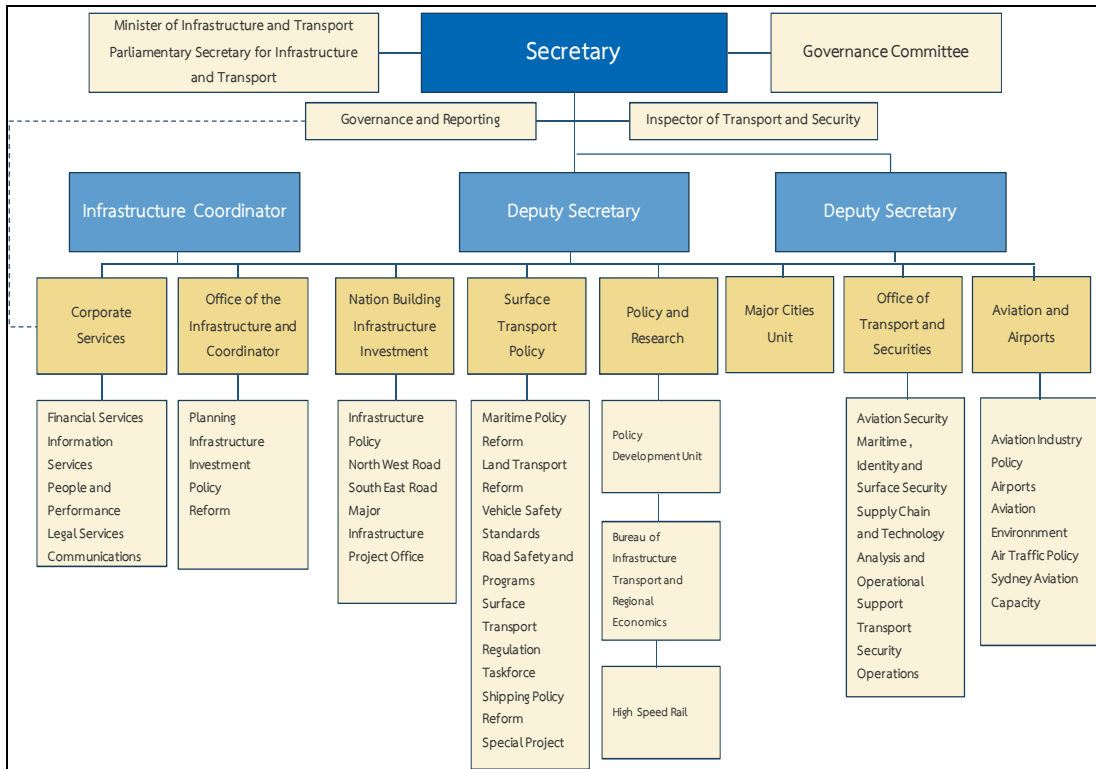 Minister of Infrastructure and Transport
Parliamentary Secretary for Infrastructure
and Transport
Secretary
Governance Committee
Governance and Reporting
Inspector of Transport and Security
Infrastructure Coordinator
Deputy Secretary
Deputy Secretary
Corporate
Services
Office of the
Infrastructure and
Coordinator
Nation Building
Infrastructure
Investment
Surface
Transport
Policy
Policy and
Research
Major Cities
Unit
Office of
Transport and
Securities
Aviation and
Airports
Financial Services
Information
Services
People and
Performance
Legal Services
Communications
Planning
Infrastructure
Investment
Policy
Reform
Infrastructure
Policy
North West Road
South East Road
Major
Infrastructure
Project Office
Maritime Policy
Reform
Land Transport
Reform
Vehicle Safety
Standards
Road Safety and
Programs
Surface
Transport
Regulation
Taskforce
Shipping Policy
Reform
Special Project
Policy
Development Unit
Bureau of
Infrastructure
Transport and
Regional
Economics
High Speed Rail
Aviation Security
Maritime ,
Identity and
Surface Security
Supply Chain
and Technology
Analysis and
Operational
Support
Transport
Security
Operations
Aviation Industry
Policy
Airports
Aviation
Environnment
Air Traffic Policy
Sydney Aviation
Capacity